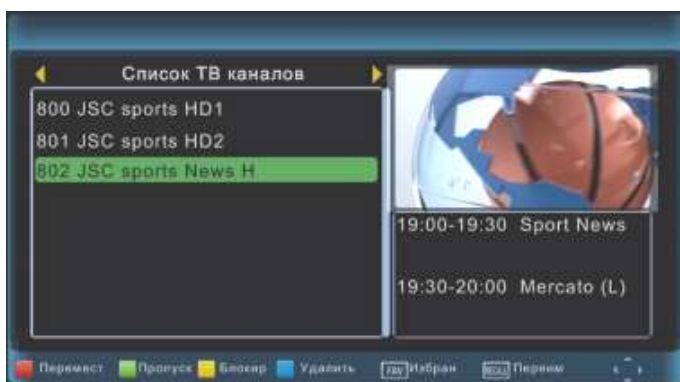 Список ТВ каналов
800 JSC sports HD1
801 JSC sports HD2
802 JSC sports News H
19:00-19:30 Sport News
19:30-20:00 Mercato (L)
Перемест Пропуск Блокир Удалить FAV Избран RECALL Переим